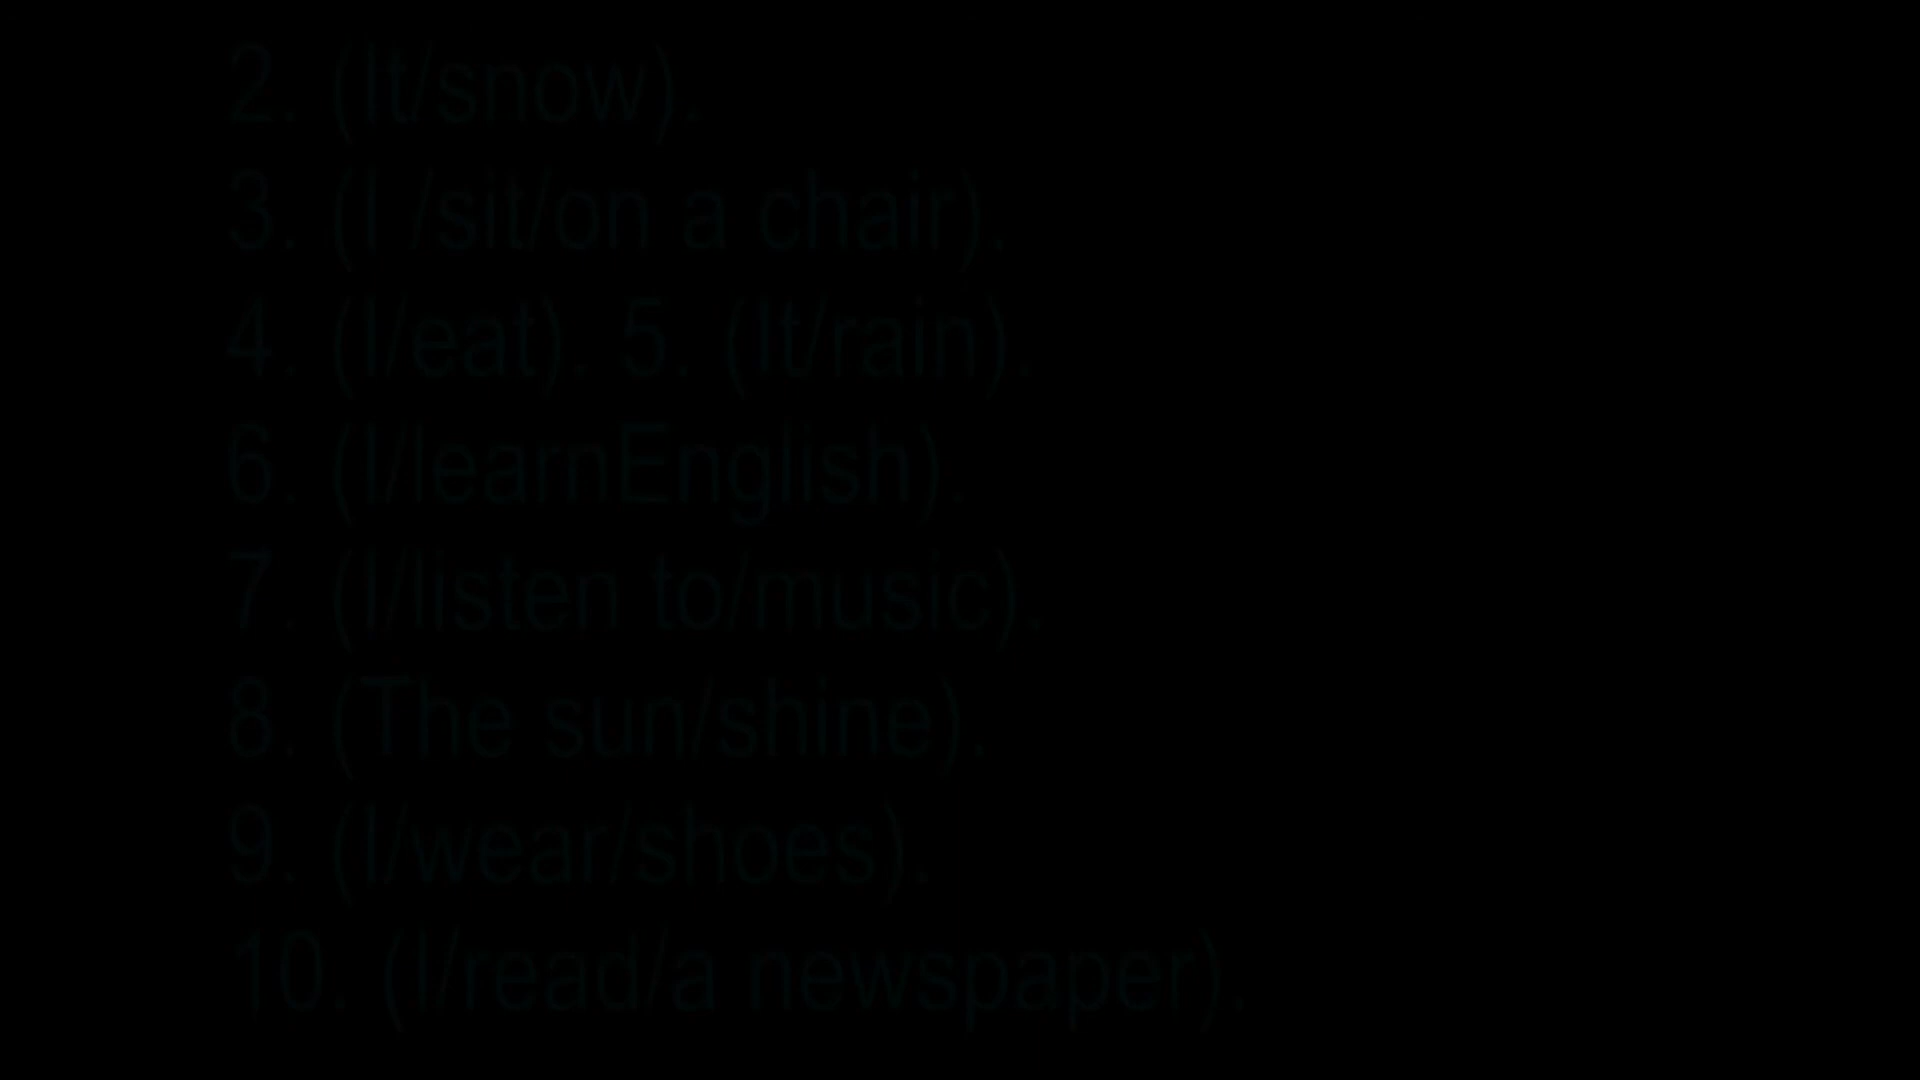 2. (It/snow).
3. (I /sit/on a chair).
4. (I/eat). 5. (It/rain).
6. (I/learnEnglish).
7. (I/listen to/music).
8. (The sun/shine).
9. (I/wear/shoes).
10. (I/read/a newspaper).